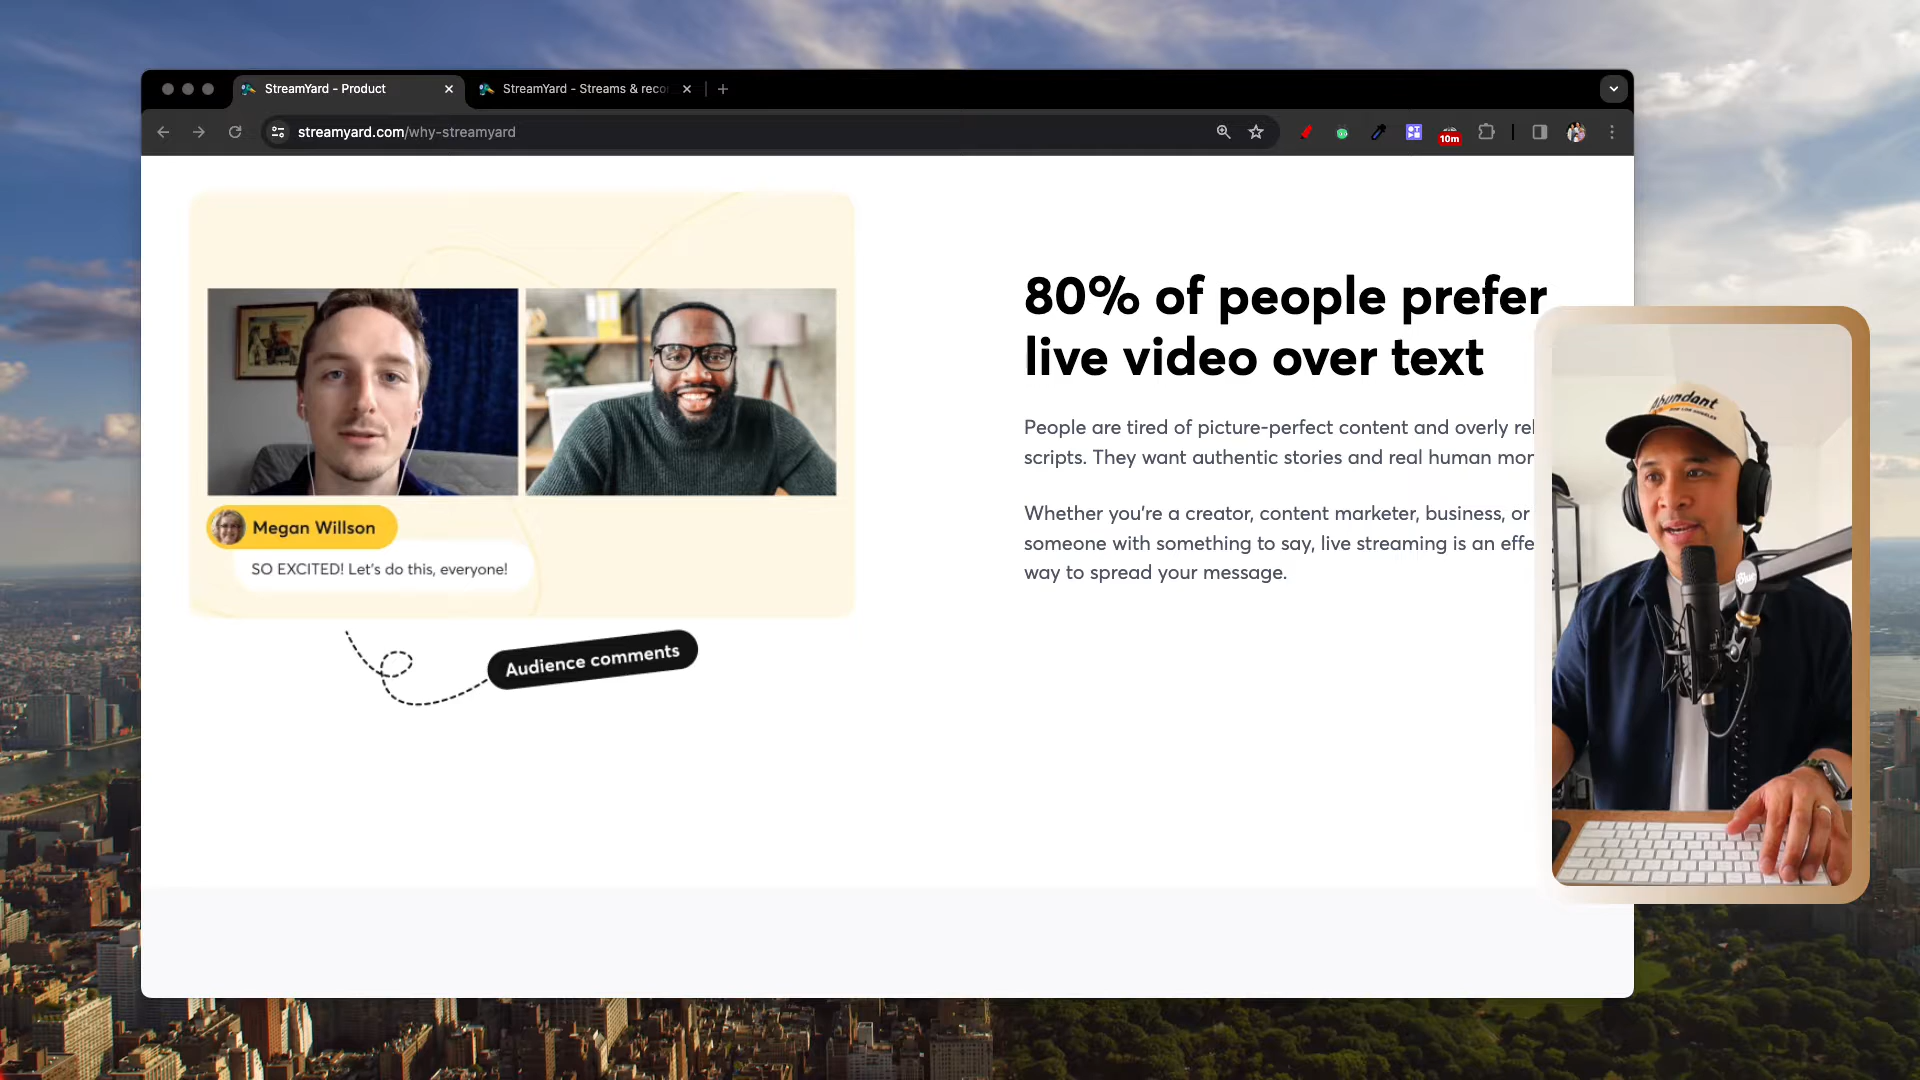 StreamYard - Product
StreamYard - Streams & reco
streamyard.com/why-streamyard
10m
80% of people prefer
live video over text
People are tired of picture-perfect content and overly rel
scripts. They want authentic stories and real human mor
Whether you're a creator, content marketer, business, or
someone with something to say, live streaming is an effe
way to spread your message.
Megan Willson
SO EXCITED! Let's do this, everyone!
Audience comments
Abundant
Blue